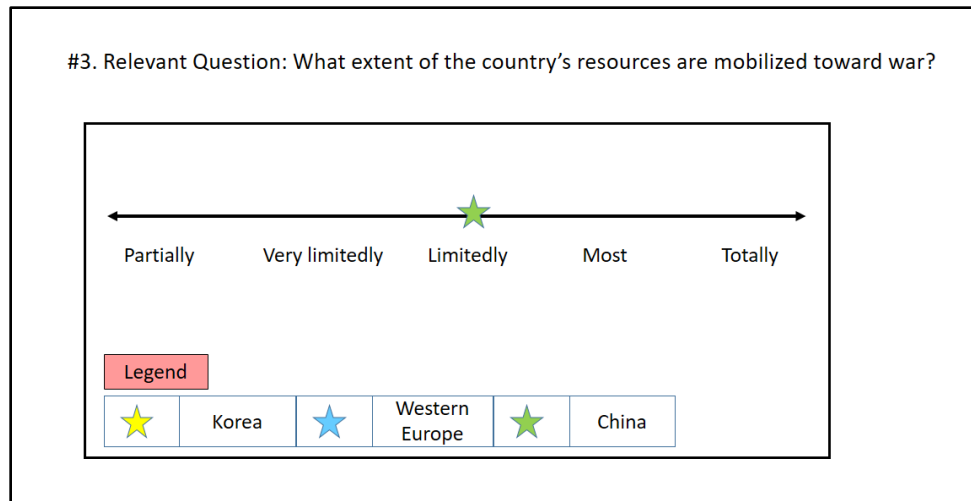 #3. Relevant Question: What extent of the country’s resources are mobilized toward war?
Partially Very limitedly Limitedly Most Totally
Legend
Korea Western Europe China